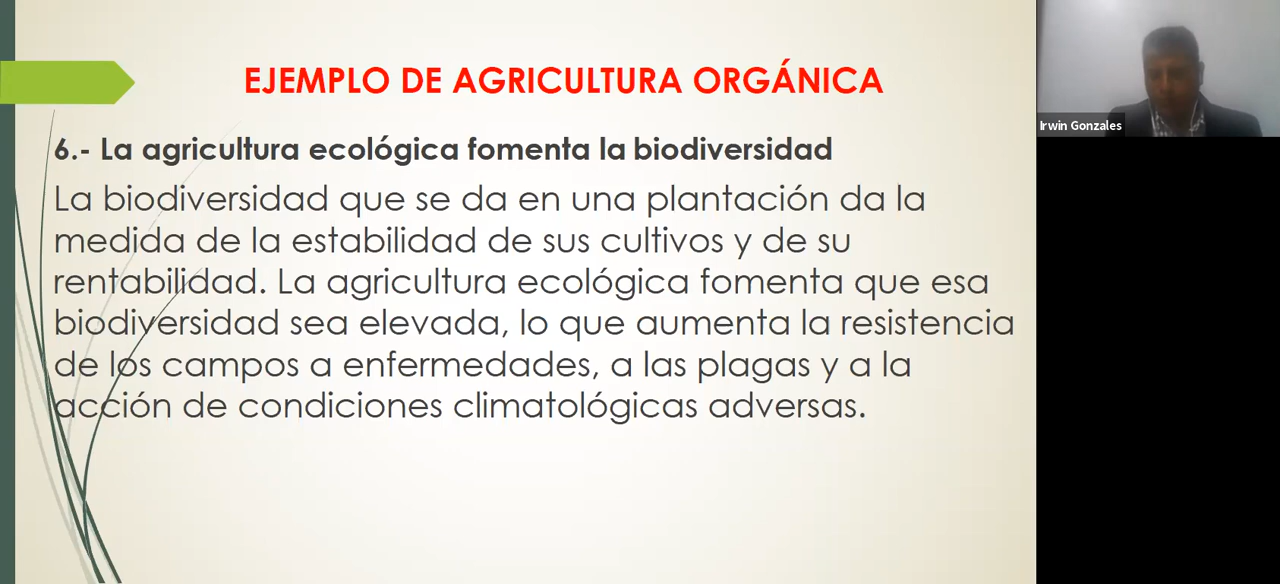 EJEMPLO DE AGRICULTURA ORGÁNICA
6.- La agricultura ecológica fomenta la biodiversidad
La biodiversidad que se da en una plantación da la
medida de la estabilidad de sus cultivos y de su
rentabilidad. La agricultura ecológica fomenta que esa
biodiversidad sea elevada, lo que aumenta la resistencia
de los campos a enfermedades, a las plagas y a la
acción de condiciones climatológicas adversas.
Irwin Gonzales